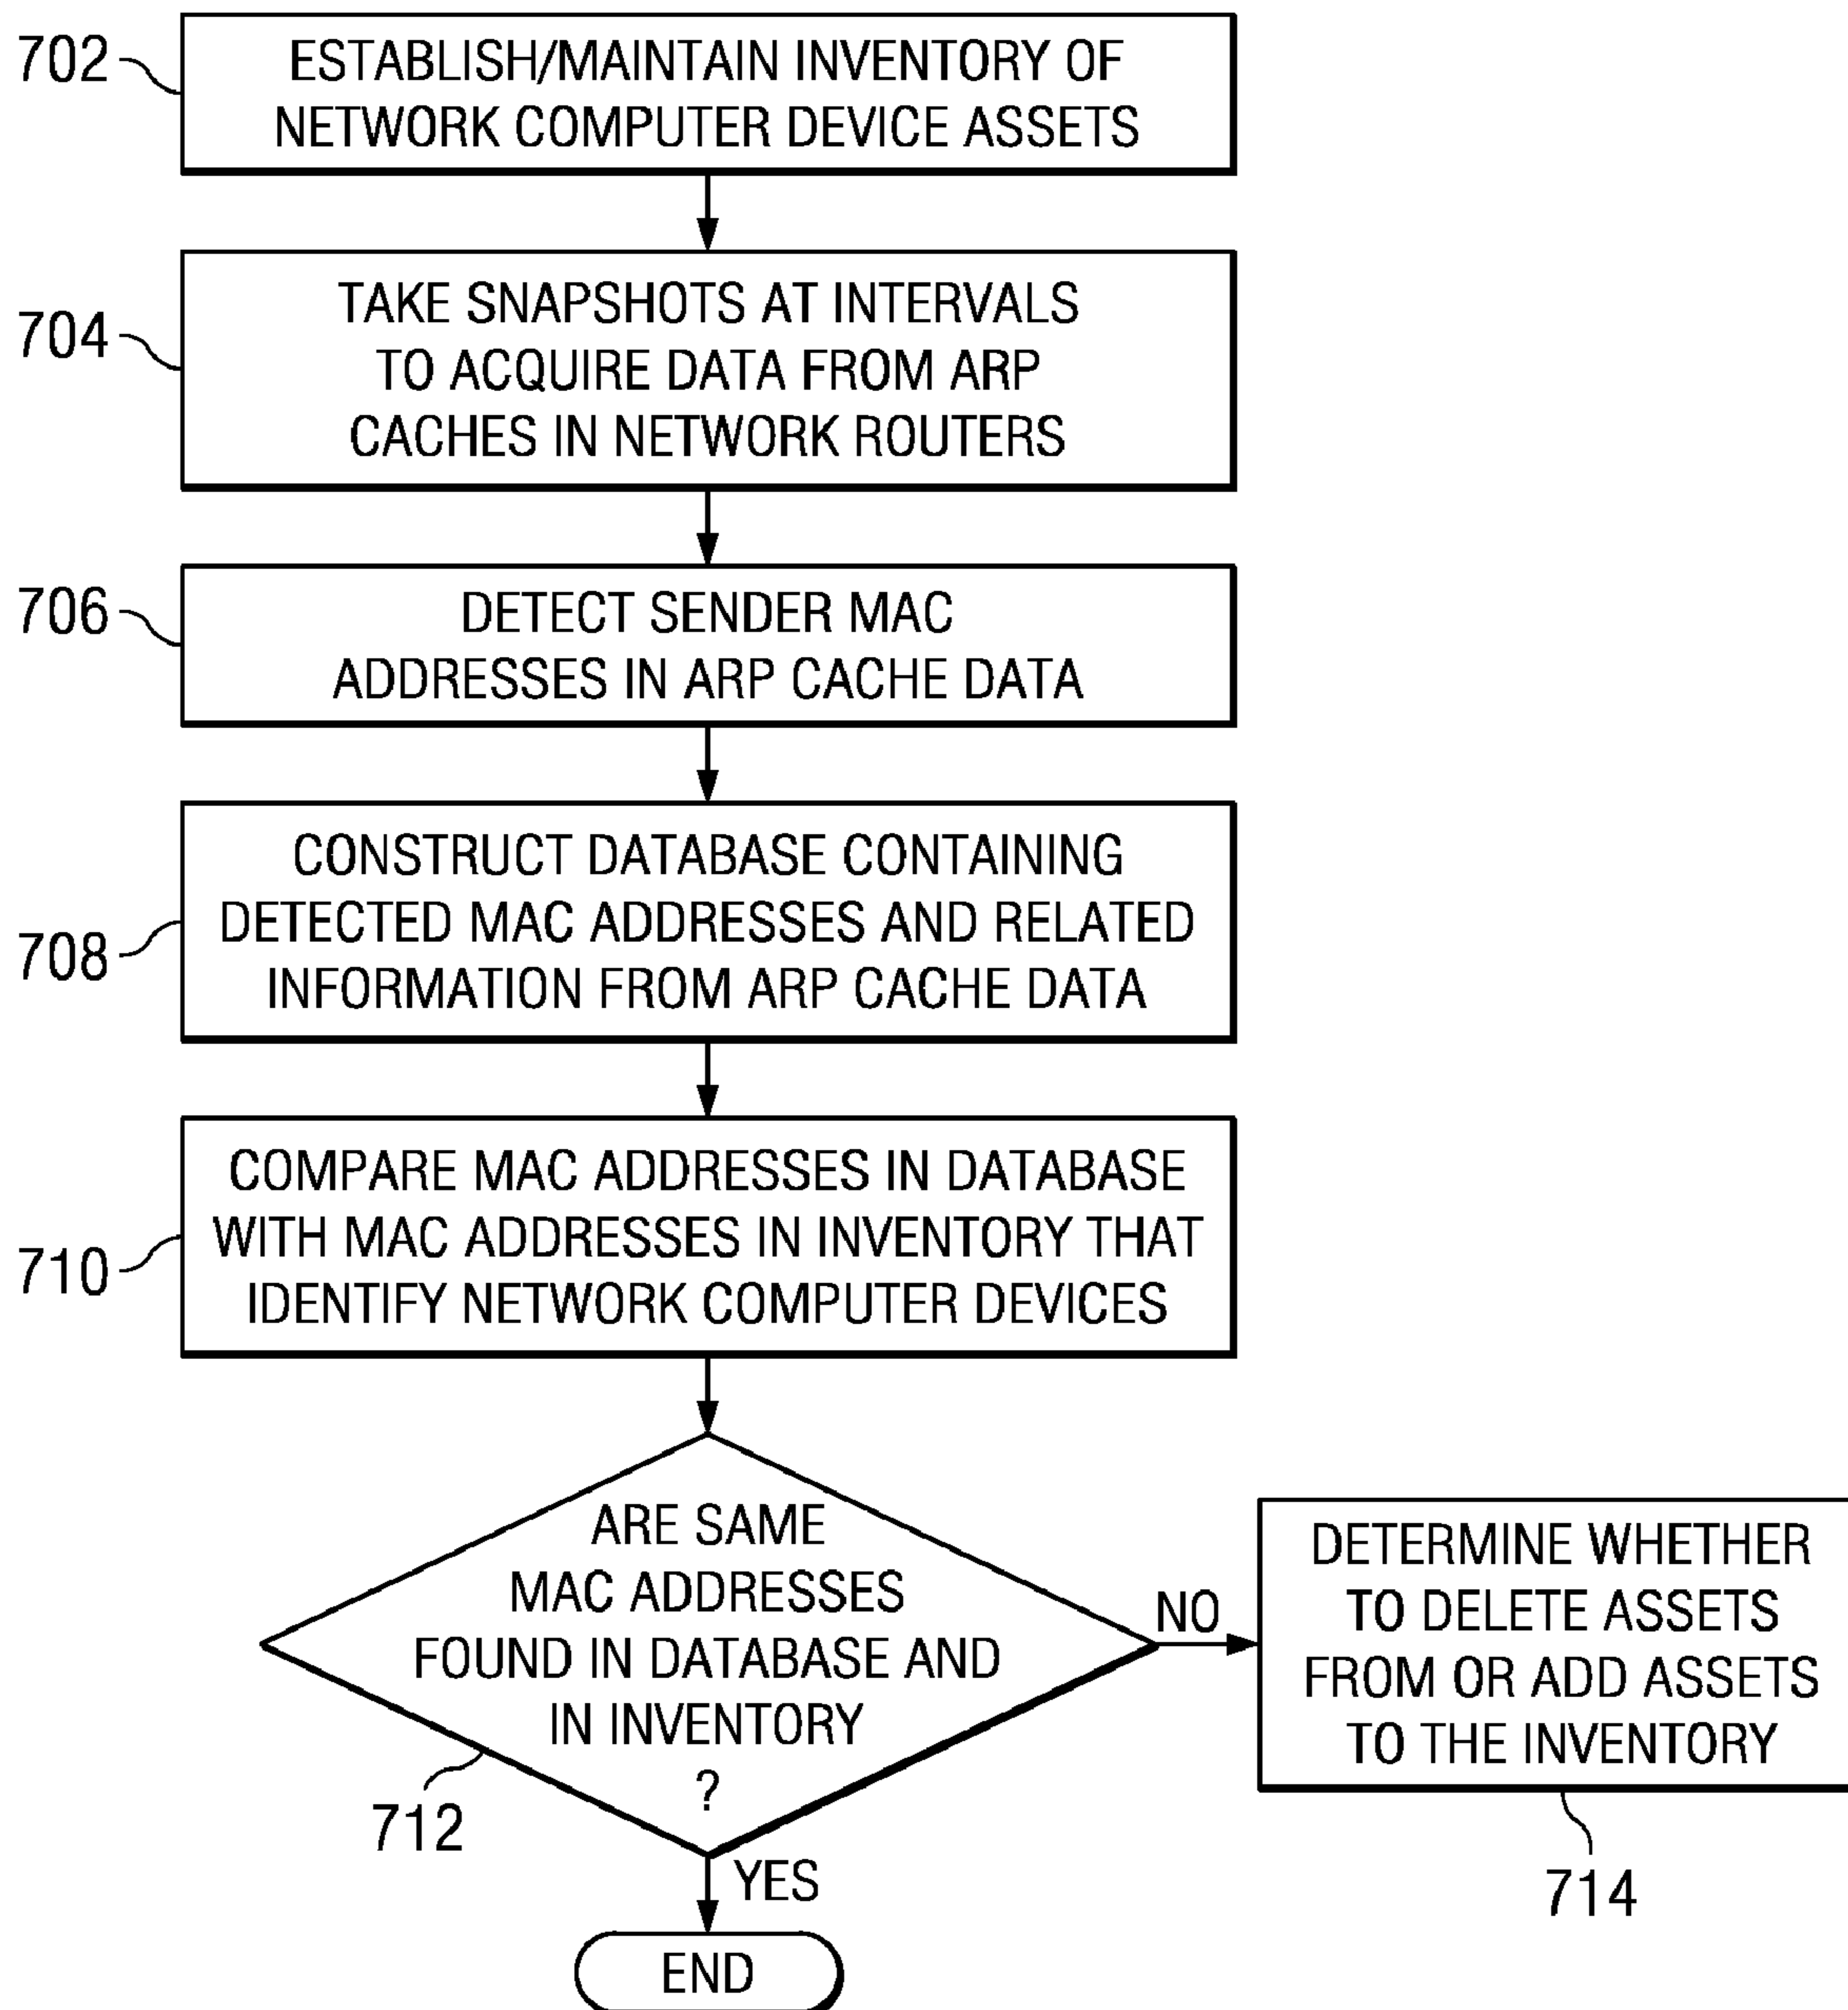 702
ESTABLISH/MAINTAIN INVENTORY OF
NETWORK COMPUTER DEVICE ASSETS
704
TAKE SNAPSHOTS AT INTERVALS
TO ACQUIRE DATA FROM ARP
CACHES IN NETWORK ROUTERS
706
DETECT SENDER MAC
ADDRESSES IN ARP CACHE DATA
708
CONSTRUCT DATABASE CONTAINING
DETECTED MAC ADDRESSES AND RELATED
INFORMATION FROM ARP CACHE DATA
710
COMPARE MAC ADDRESSES IN DATABASE
WITH MAC ADDRESSES IN INVENTORY THAT
IDENTIFY NETWORK COMPUTER DEVICES
ARE SAME
MAC ADDRESSES
FOUND IN DATABASE AND
IN INVENTORY
?
712
NO
DETERMINE WHETHER
TO DELETE ASSETS
FROM OR ADD ASSETS
TO THE INVENTORY
714
YES
END